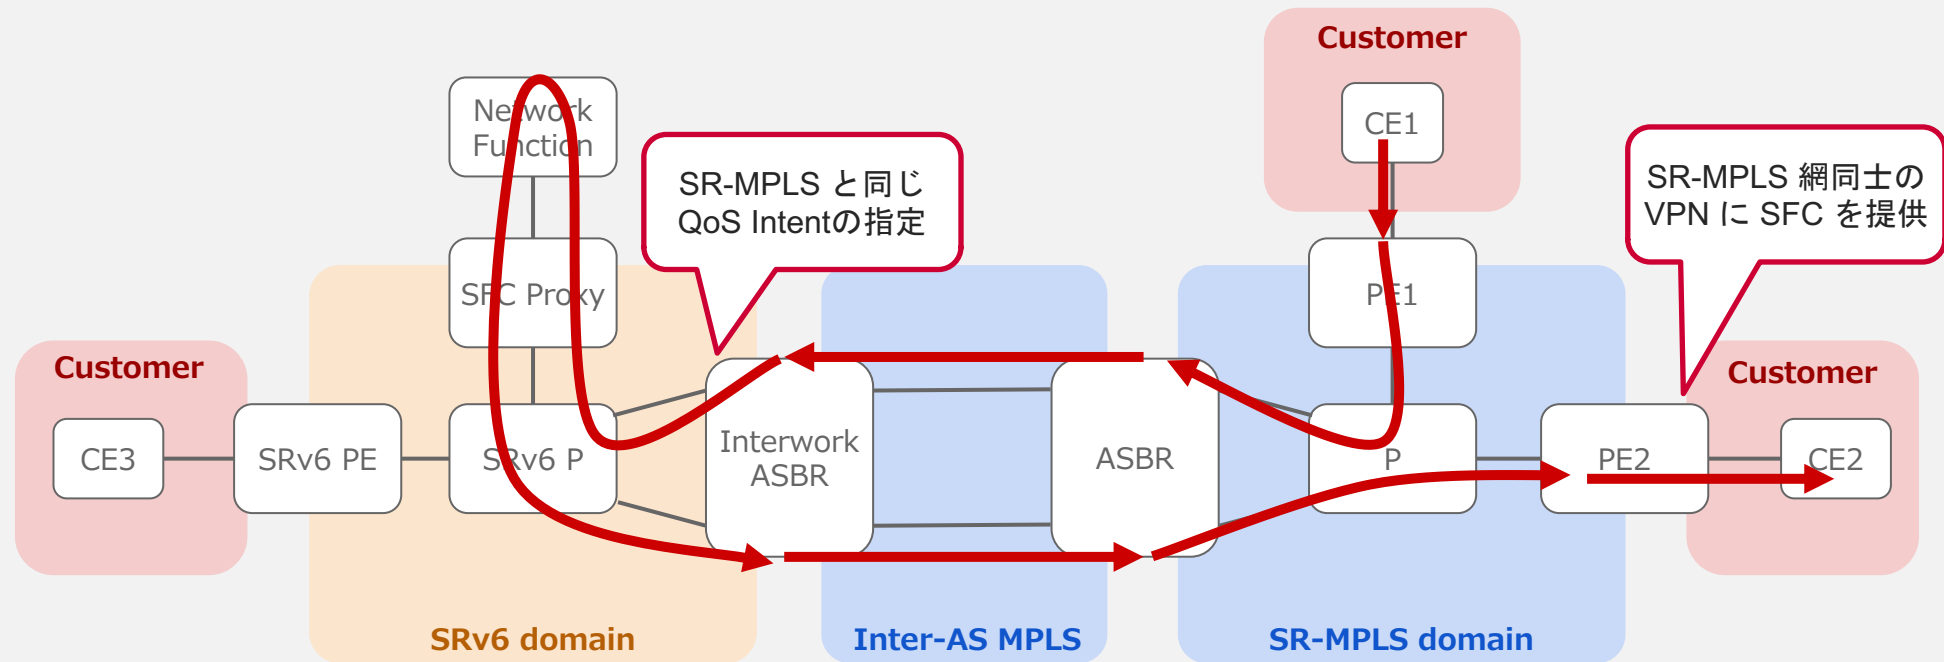 Customer
CE1
Network
Function
SR-MPLS と同じ
QoS Intentの指定
SR-MPLS 網同士の
VPN に SFC を提供
SFC Proxy
PE1
Customer
Customer
CE3
SRv6 PE
SRv6 P
Interwork
ASBR
ASBR
P
PE2
CE2
SRv6 domain
Inter-AS MPLS
SR-MPLS domain